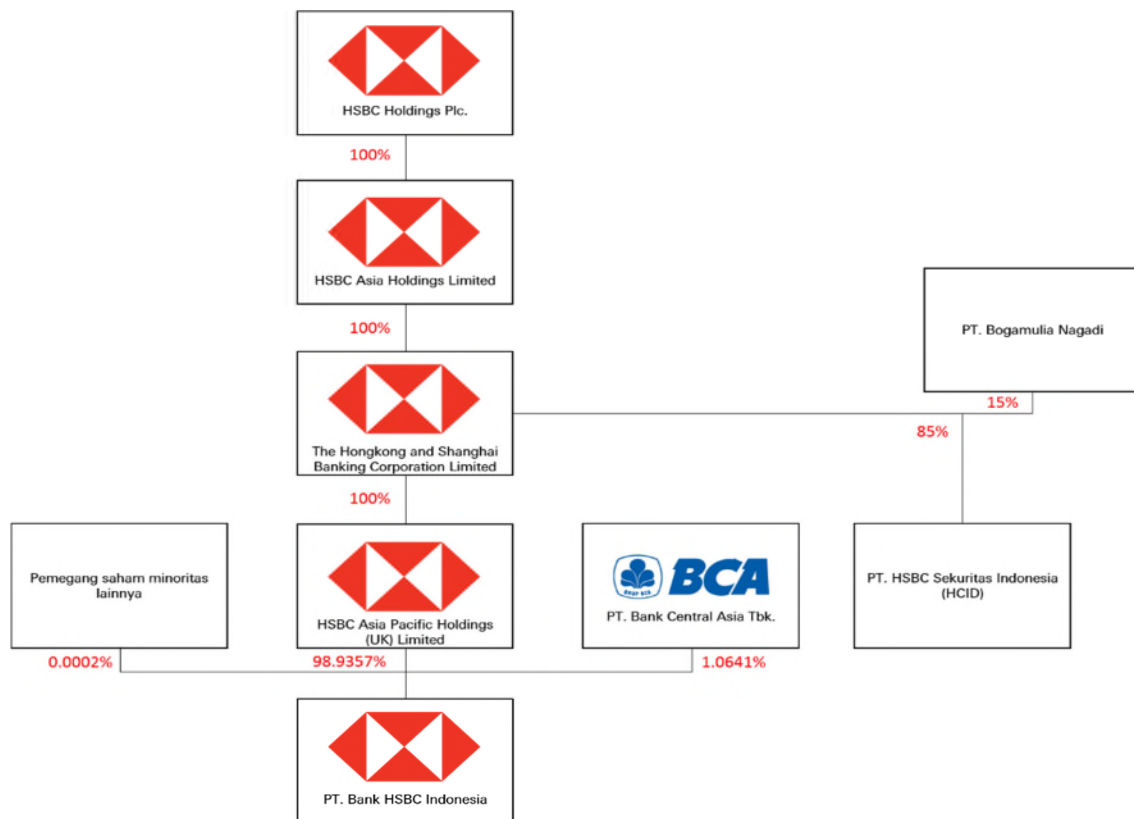 HSBC Holdings Plc.
100%
HSBC Asia Holdings Limited
100%
PT. Bogamulia Nagadi
The Hongkong and Shanghai
Banking Corporation Limited
15%
85%
100%
Pemegang saham minoritas
lainnya
HSBC Asia Pacific Holdings
(UK) Limited
BCA
PT. Bank Central Asia Tbk.
PT. HSBC Sekuritas Indonesia
(HCID)
0.0002%
98.9357%
1.0641%
PT. Bank HSBC Indonesia